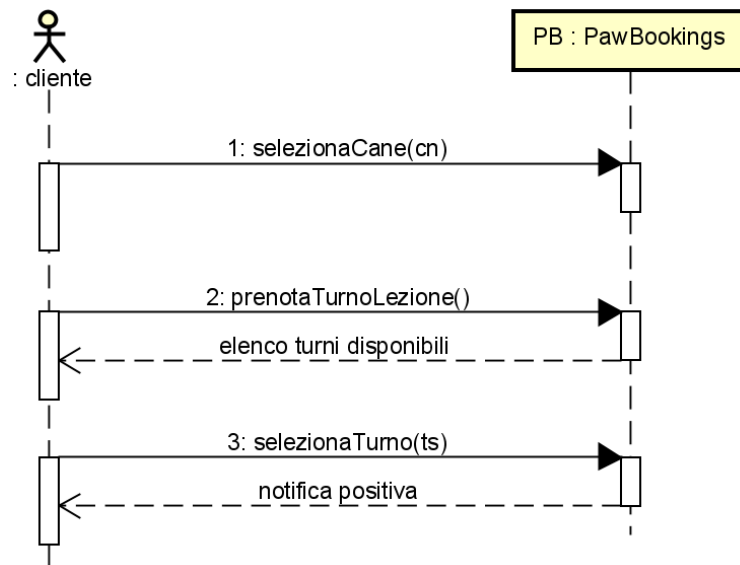 PB : PawBookings
: cliente
1: selezionaCane(cn)
2: prenotaTurnoLezione()
elenco turni disponibili
3: selezionaTurno(ts)
notifica positiva